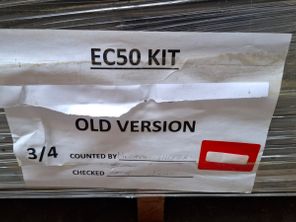 EC50 KIT
OLD VERSION
3/4
COUNTED BY
CHECKED